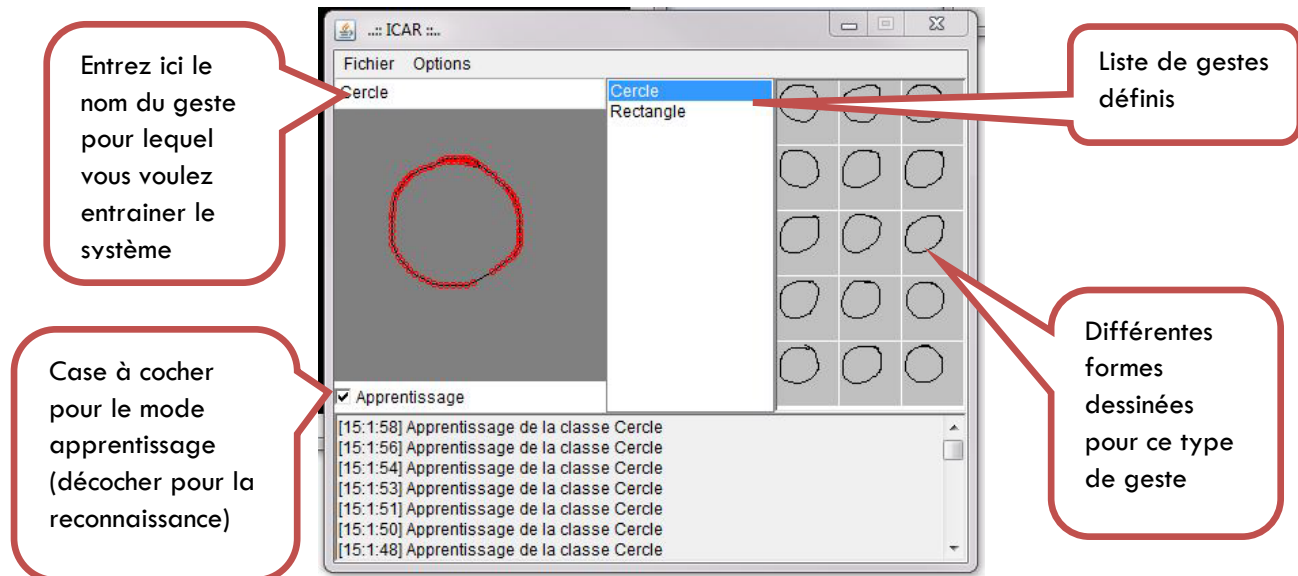 Entrez ici le
nom du geste
pour lequel
vous voulez
entrainer le
système
Case à cocher
pour le mode
apprentissage
(décocher pour la
reconnaissance)
..:: ICAR ::..
Fichier Options
Cercle
Cercle
Rectangle
Apprentissage
[15:1:58] Apprentissage de la classe Cercle
[15:1:56] Apprentissage de la classe Cercle
[15:1:54] Apprentissage de la classe Cercle
[15:1:53] Apprentissage de la classe Cercle
[15:1:51] Apprentissage de la classe Cercle
[15:1:50] Apprentissage de la classe Cercle
[15:1:48] Apprentissage de la classe Cercle
Liste de gestes
définis
Différentes
formes
dessinées
pour ce type
de geste